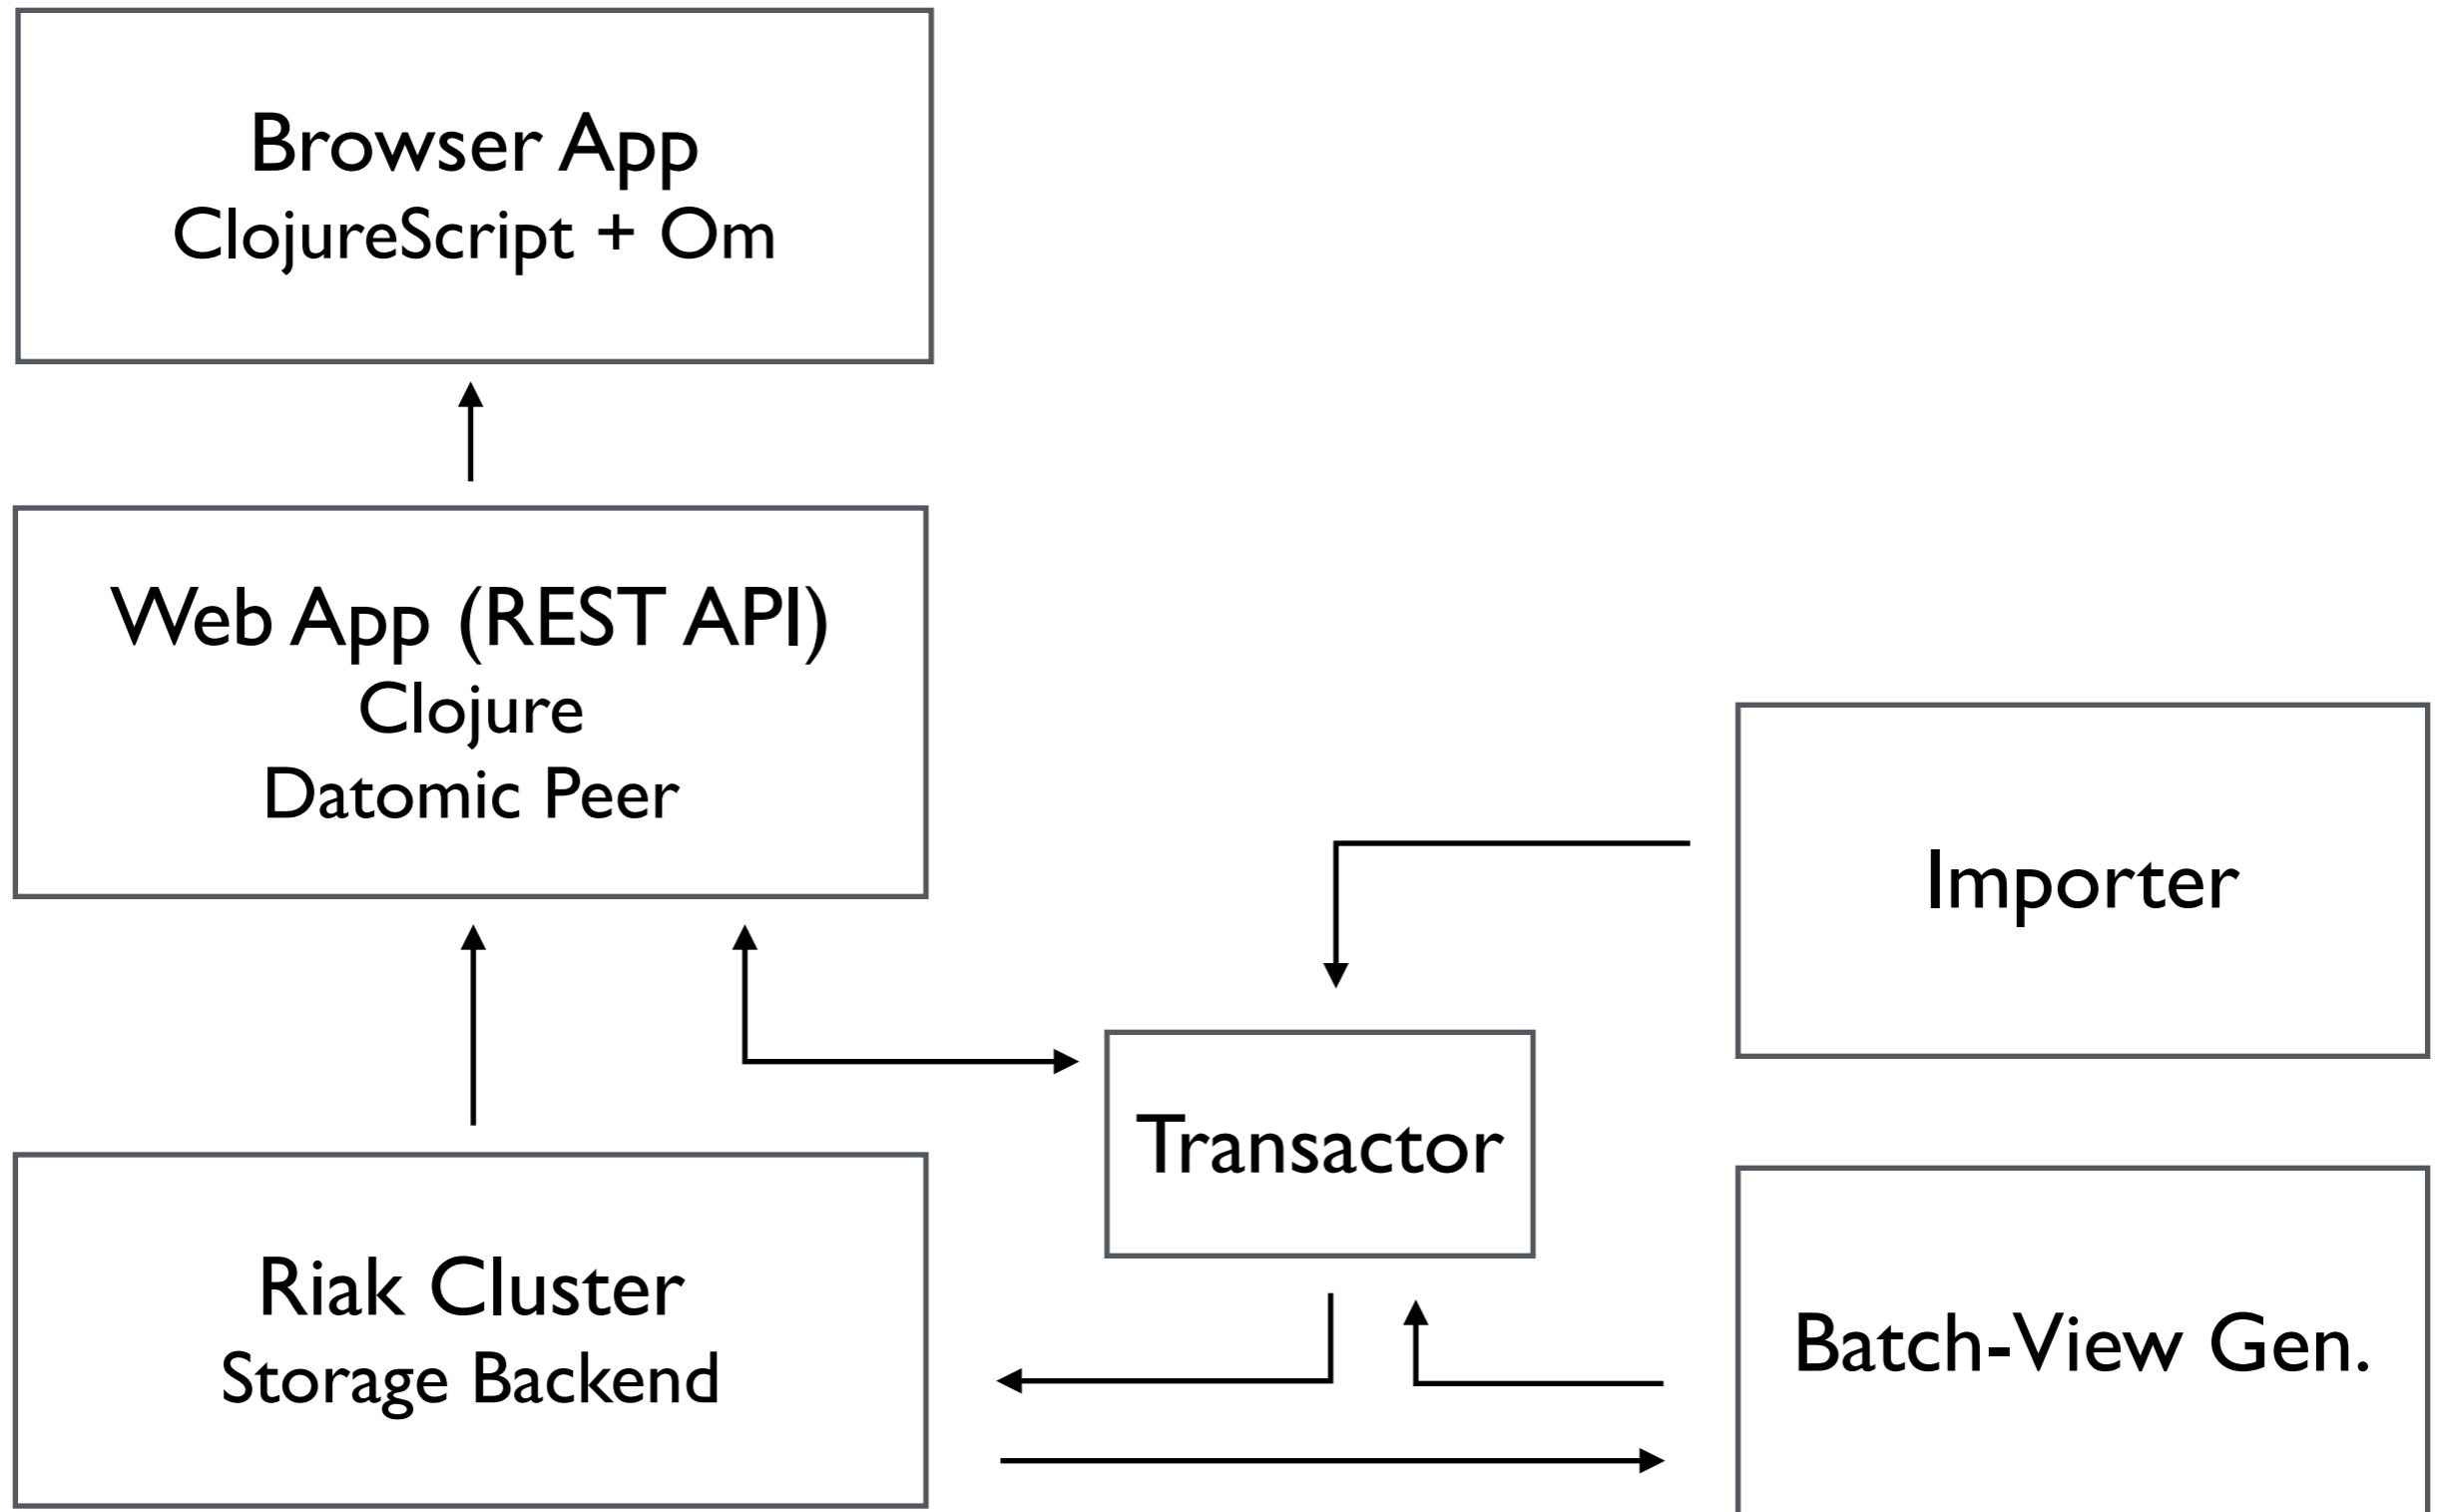 Browser App
ClojureScript + Om
Web App (REST API)
Clojure
Datomic Peer
Importer
Transactor
Riak Cluster
Storage Backend
Batch-View Gen.